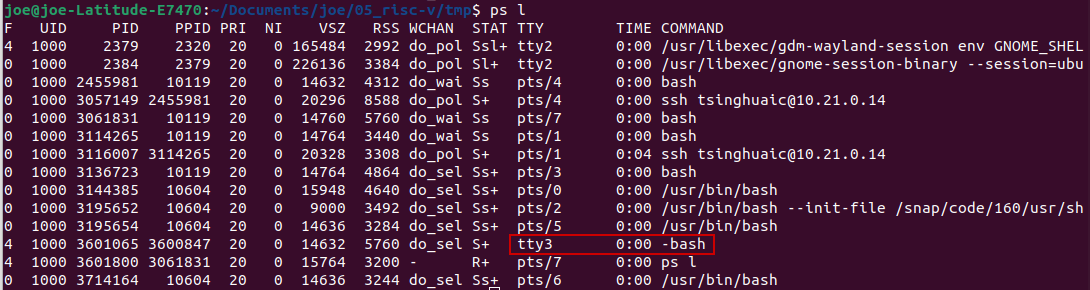 joe@joe-Latitude-E7470:~/Documents/joe/05_risc-v/tmp$ ps l
F UID PID PPID PRI NI VSZ RSS WCHAN STAT TTY TIME COMMAND
4 1000 2379 2320 20 0 165484 2992 do_pol Ssl+ tty2 0:00 /usr/libexec/gdm-wayland-session env GNOME_SHEL
0 1000 2384 2379 20 0 226136 3384 do_pol Sl+ tty2 0:00 /usr/libexec/gnome-session-binary --session=ubu
0 1000 2455981 10119 20 0 14632 4312 do_wai Ss pts/4 0:00 bash
0 1000 3057149 2455981 20 0 20296 8588 do_pol S+ pts/4 0:00 ssh tsinghuaic@10.21.0.14
0 1000 3061831 10119 20 0 14760 5760 do_wai Ss pts/7 0:00 bash
0 1000 3114265 10119 20 0 14764 3440 do_wai Ss pts/1 0:00 bash
0 1000 3116007 3114265 20 0 20328 3308 do_pol S+ pts/1 0:04 ssh tsinghuaic@10.21.0.14
0 1000 3136723 10119 20 0 14764 4864 do_sel Ss+ pts/3 0:00 bash
0 1000 3144385 10604 20 0 15948 4640 do_sel Ss+ pts/0 0:00 /usr/bin/bash
0 1000 3195652 10604 20 0 9000 3492 do_sel Ss+ pts/2 0:00 /usr/bin/bash --init-file /snap/code/160/usr/sh
0 1000 3195654 10604 20 0 14636 3284 do_sel Ss+ pts/5 0:00 /usr/bin/bash
4 1000 3601065 3600847 20 0 14632 5760 do_sel S+ tty3 0:00 -bash
4 1000 3601800 3061831 20 0 15764 3200 - R+ pts/7 0:00 ps l
0 1000 3714164 10604 20 0 14636 3244 do_sel Ss+ pts/6 0:00 /usr/bin/bash